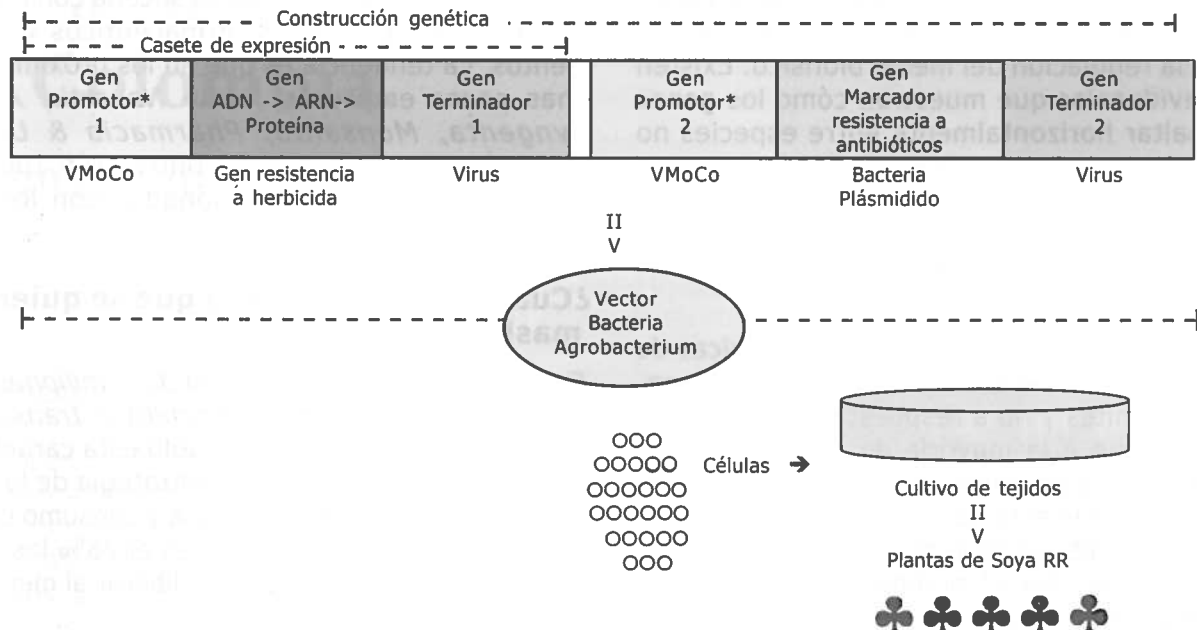 Construcción genética
Casete de expresión
Gen
Promotor*
1
Gen
ADN -> ARN->
Proteína
Gen
Terminador
1
Gen
Promotor*
2
Gen
Marcador
resistencia a
antibióticos
Gen
Terminador
2
VMoCo
Gen resistencia
á herbicida
Virus
VMoCo
Bacteria
Plásmidido
Virus
II
V
Vector
Bacteria
Agrobacterium
Células →
Cultivo de tejidos
II
V
Plantas de Soya RR